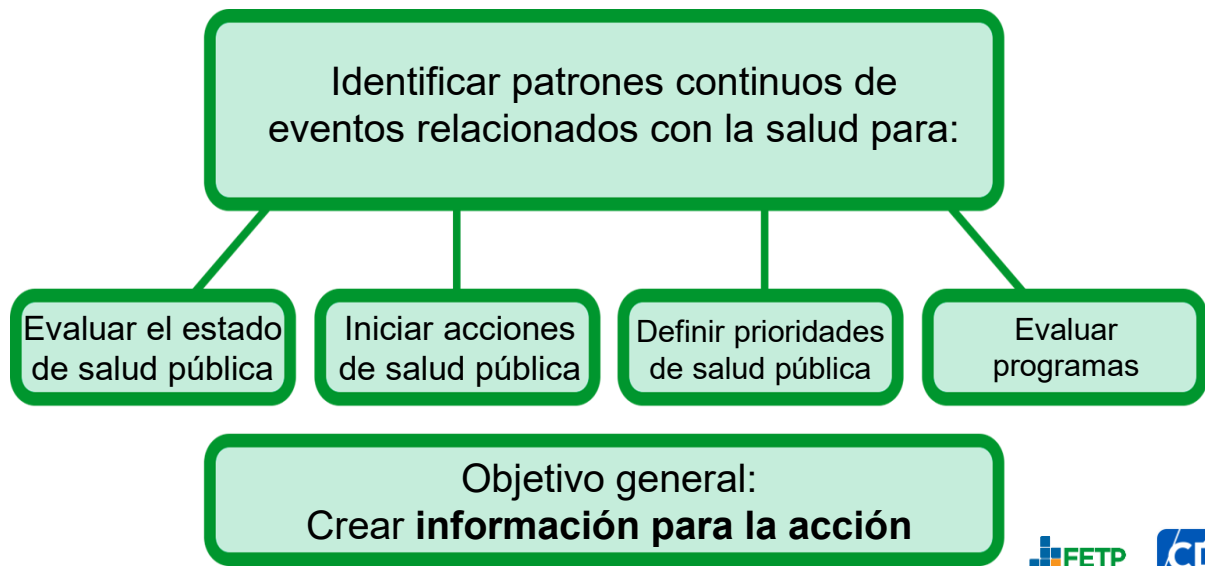 Identificar patrones continuos de
eventos relacionados con la salud para:
Evaluar el estado
de salud pública
Iniciar acciones
de salud pública
Definir prioridades
de salud pública
Evaluar
programas
Objetivo general:
Crear información para la acción
FETP